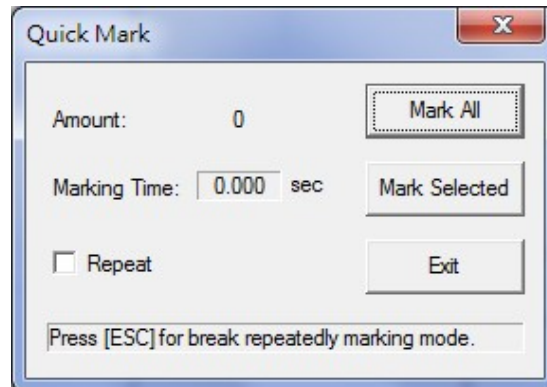 Quick Mark
Amount: 0 Mark All
Marking Time: 0.000 sec Mark Selected
Repeat Exit
Press [ESC] for break repeatedly marking mode.